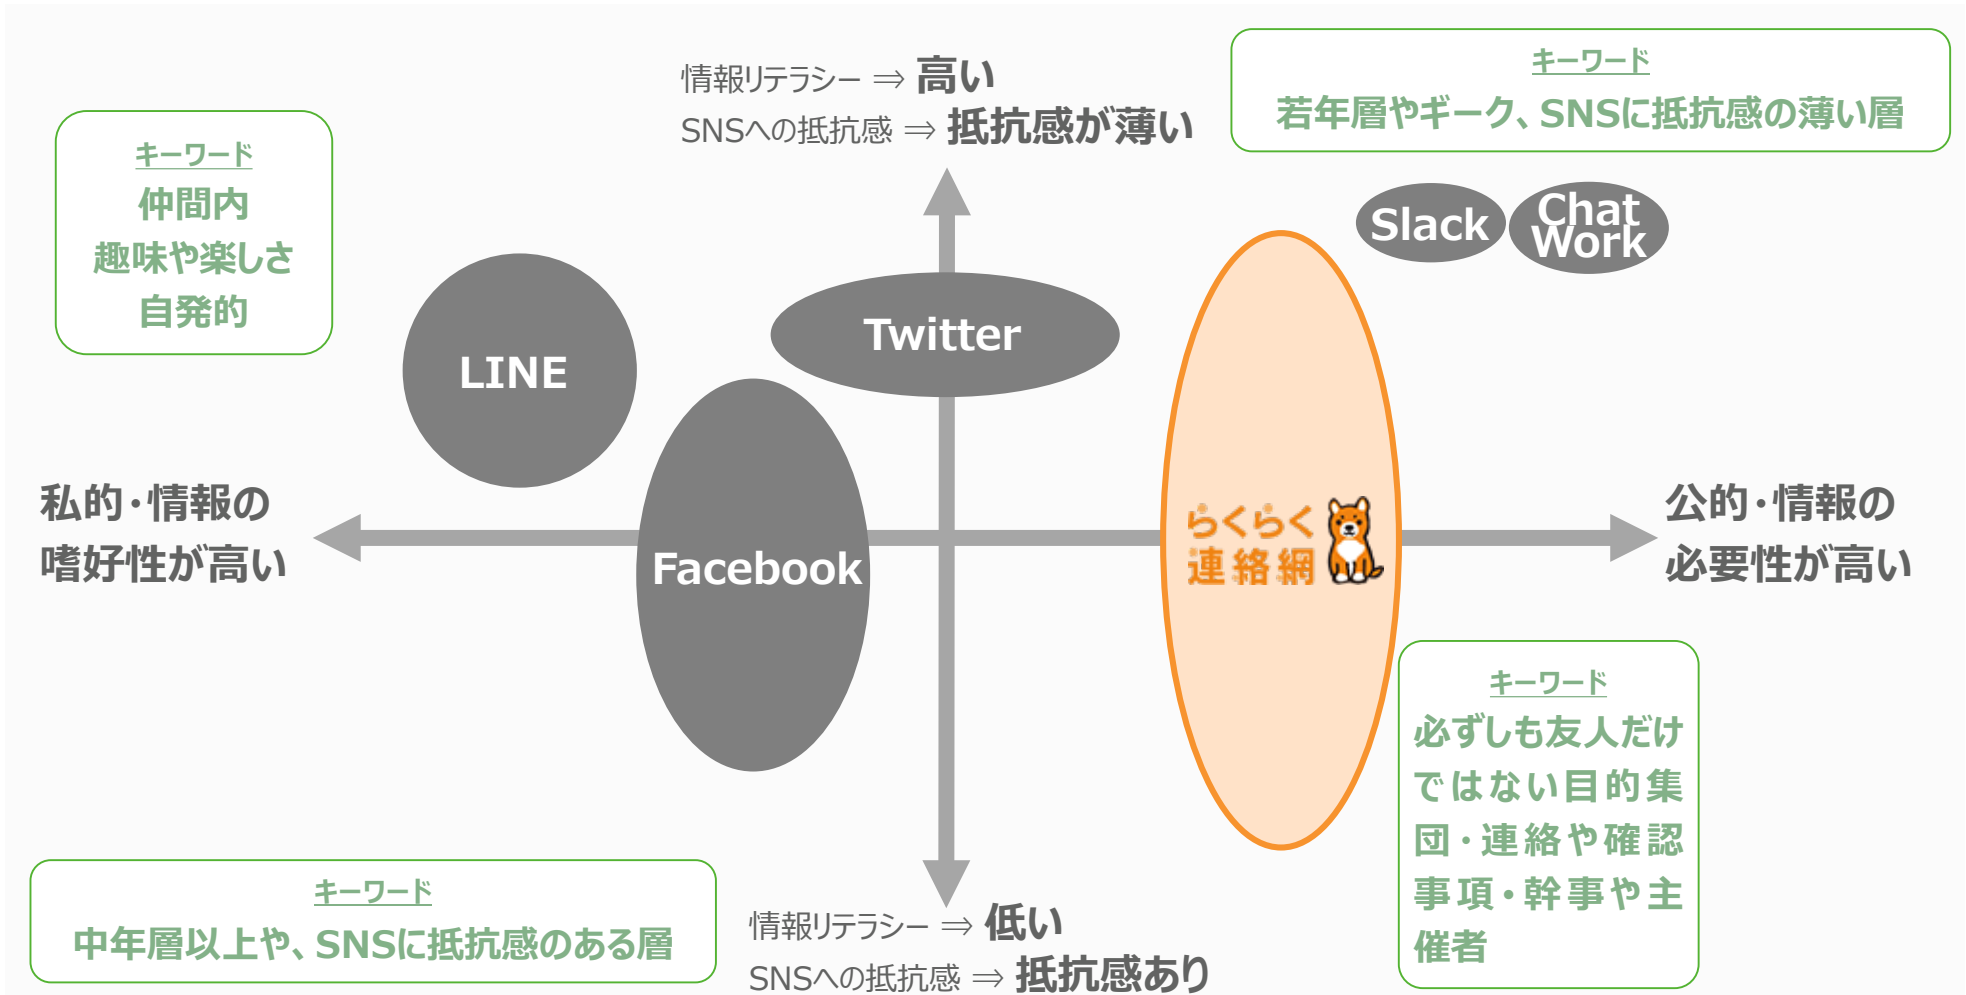 情報リテラシー ⇒ 高い
SNSへの抵抗感 ⇒ 抵抗感が薄い
キーワード
若年層やギーク、SNSに抵抗感の薄い層
キーワード
仲間内
趣味や楽しさ
自発的
Slack
Chat
Work
Twitter
LINE
Facebook
私的・情報の
嗜好性が高い
らくらく
連絡網
公的・情報の
必要性が高い
キーワード
必ずしも友人だけ
ではない目的集
団・連絡や確認
事項・幹事や主
催者
キーワード
中年層以上や、SNSに抵抗感のある層
情報リテラシー ⇒ 低い
SNSへの抵抗感 ⇒ 抵抗感あり